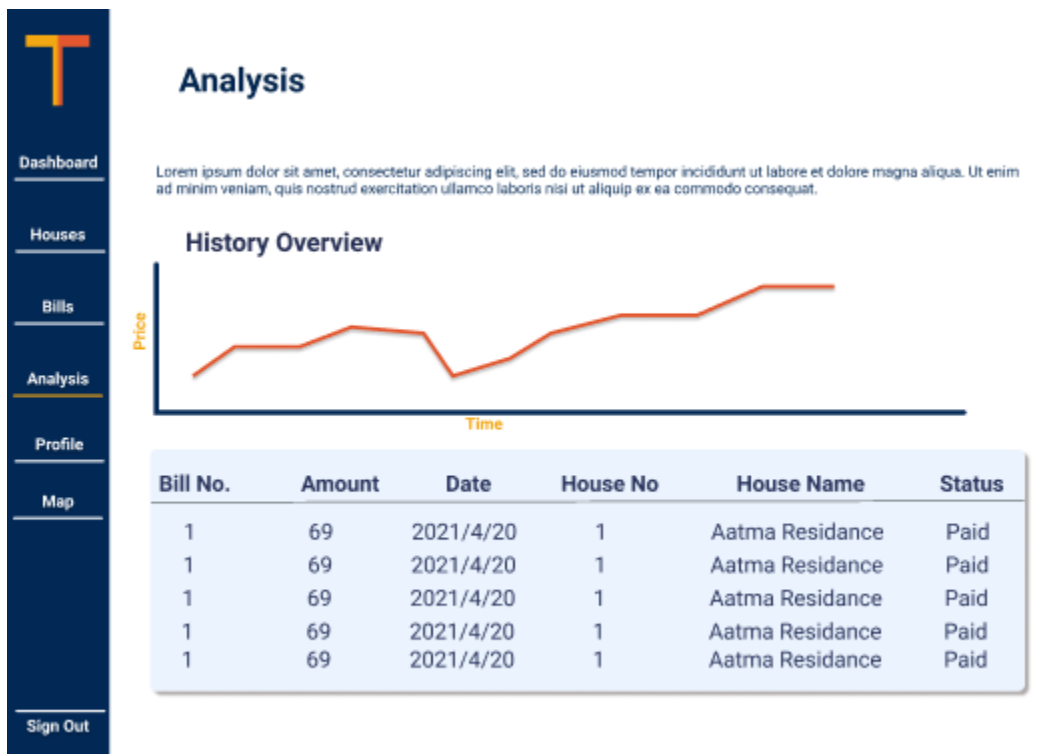 T
Dashboard
Houses
Bills
Analysis
Profile
Map
Sign Out
Analysis
Lorem ipsum dolor sit amet, consectetur adipiscing elit, sed do eiusmod tempor incididunt ut labore et dolore magna aliqua. Ut enim
ad minim veniam, quis nostrud exercitation ullamco laboris nisi ut aliquip ex ea commodo consequat.
History Overview
Price
Time
Bill No. Amount Date House No House Name Status
1 69 2021/4/20 1 Aatma Residance Paid
1 69 2021/4/20 1 Aatma Residance Paid
1 69 2021/4/20 1 Aatma Residance Paid
1 69 2021/4/20 1 Aatma Residance Paid
1 69 2021/4/20 1 Aatma Residance Paid